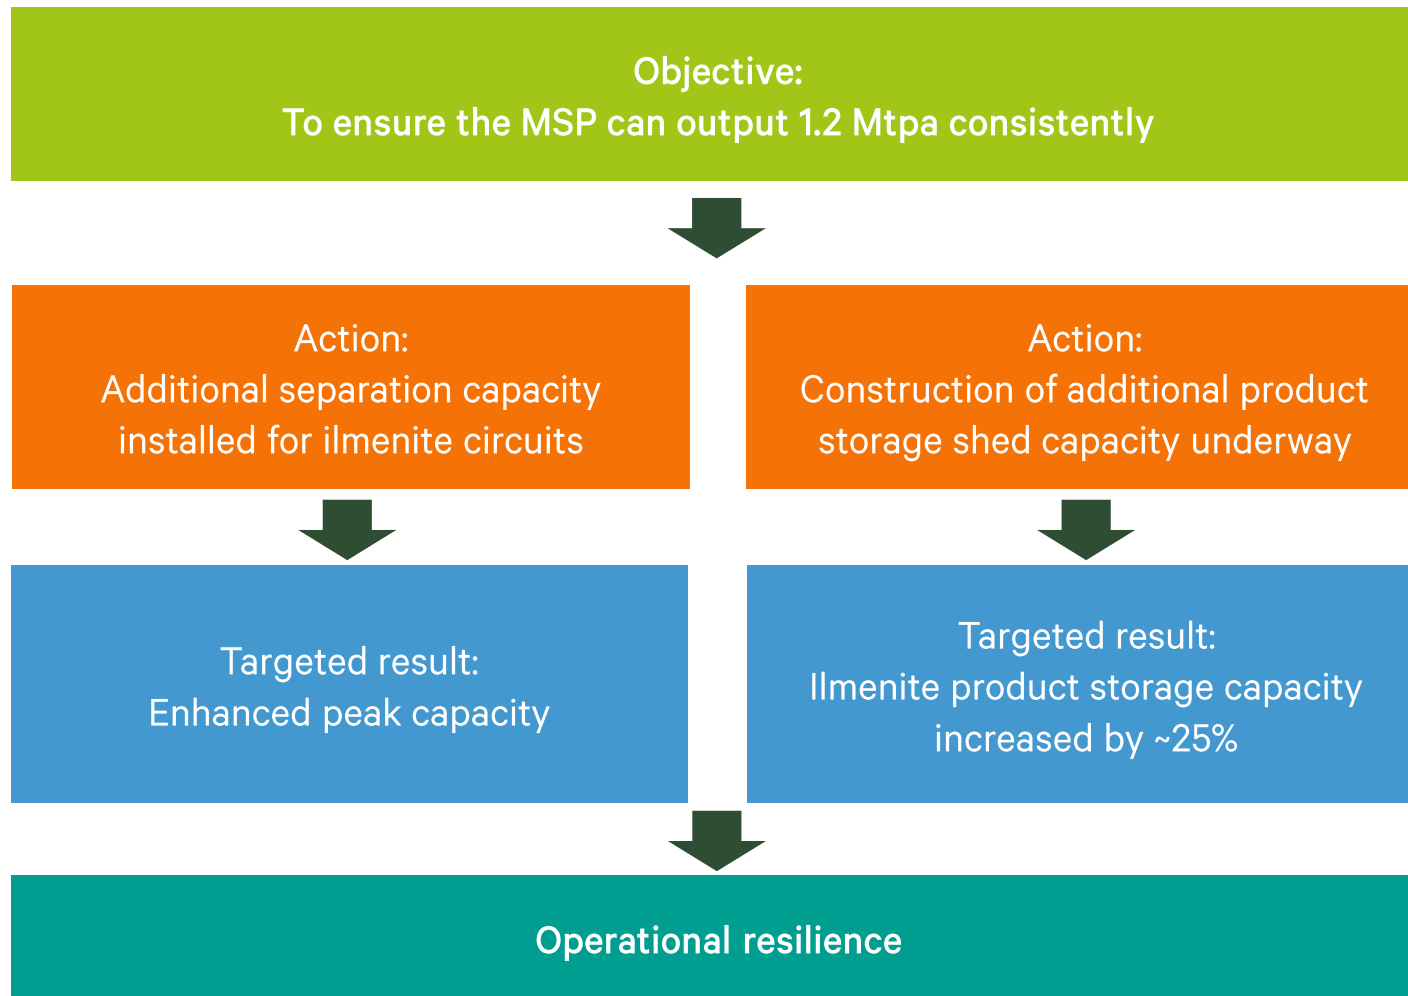 Objective:
To ensure the MSP can output 1.2 Mtpa consistently
Action:
Additional separation capacity
installed for ilmenite circuits
Action:
Construction of additional product
storage shed capacity underway
Targeted result:
Enhanced peak capacity
Targeted result:
Ilmenite product storage capacity
increased by ~25%
Operational resilience